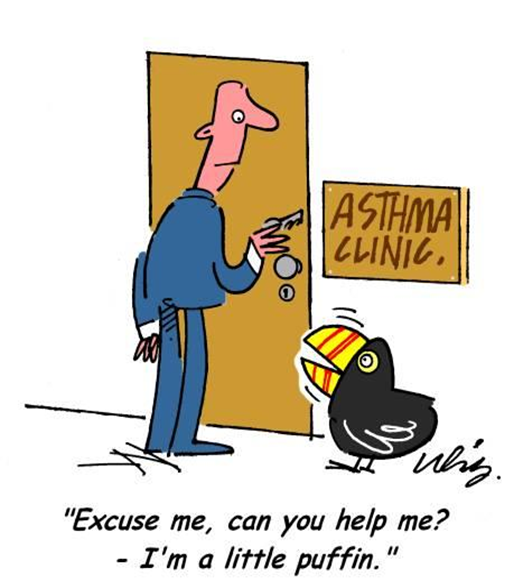 ASTHMA
CLINIC.
"Excuse me, can you help me?
- I'm a little puffin."